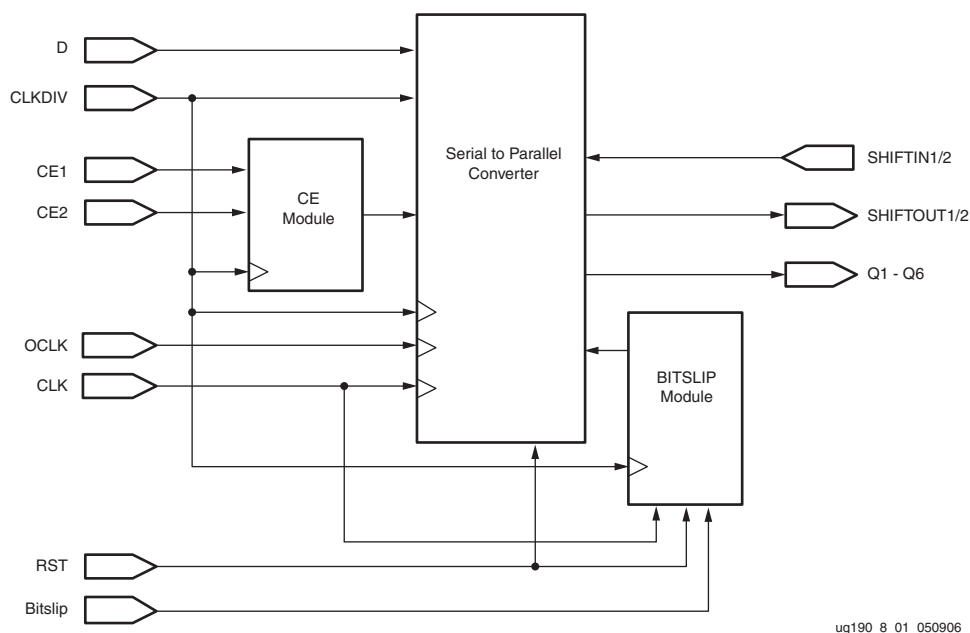 D
CLKDIV
CE1
CE2
CE
Module
Serial to Parallel
Converter
SHIFTIN1/2
SHIFTOUT1/2
Q1 - Q6
OCLK
CLK
BITSLIP
Module
RST
Bitslip
ug190_8_01_050906